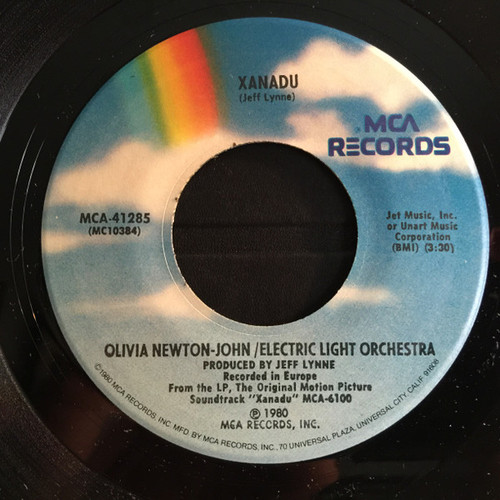 XANADU
(Jeff Lynne)
MCA
RECORDS
MCA-41285
(MC10384)
Jet Music, Inc.
or Unart Music
Corporation
(BMI) (3:30)
OLIVIA NEWTON-JOHN /ELECTRIC LIGHT ORCHESTRA
PRODUCED BY JEFF LYNNE
Recorded in Europe
From the LP, The Original Motion Picture
Soundtrack "Xanadu" MCA-6100
℗ 1980
MCA RECORDS, INC.
©1980 MCA RECORDS, INC. MFD. BY MCA RECORDS, INC., 70 UNIVERSAL PLAZA, UNIVERSAL CITY, CALIF. 91608